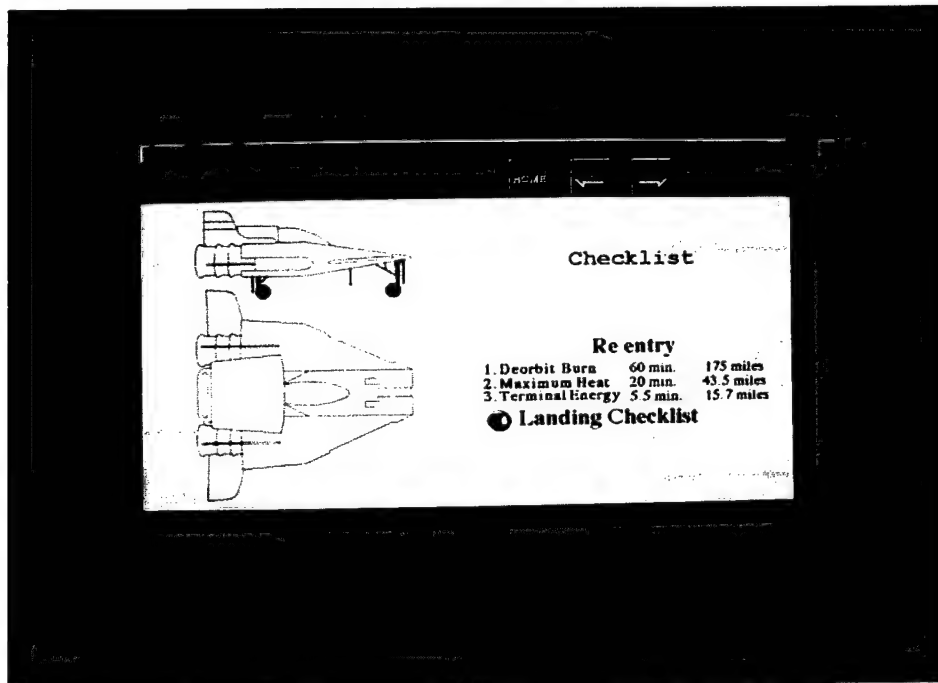 HOME
Checklist
Re entry
1. Deorbit Burn 60 min. 175 miles
2. Maximum Heat 20 min. 43.5 miles
3. Terminal Energy 5.5 min. 15.7 miles
Landing Checklist